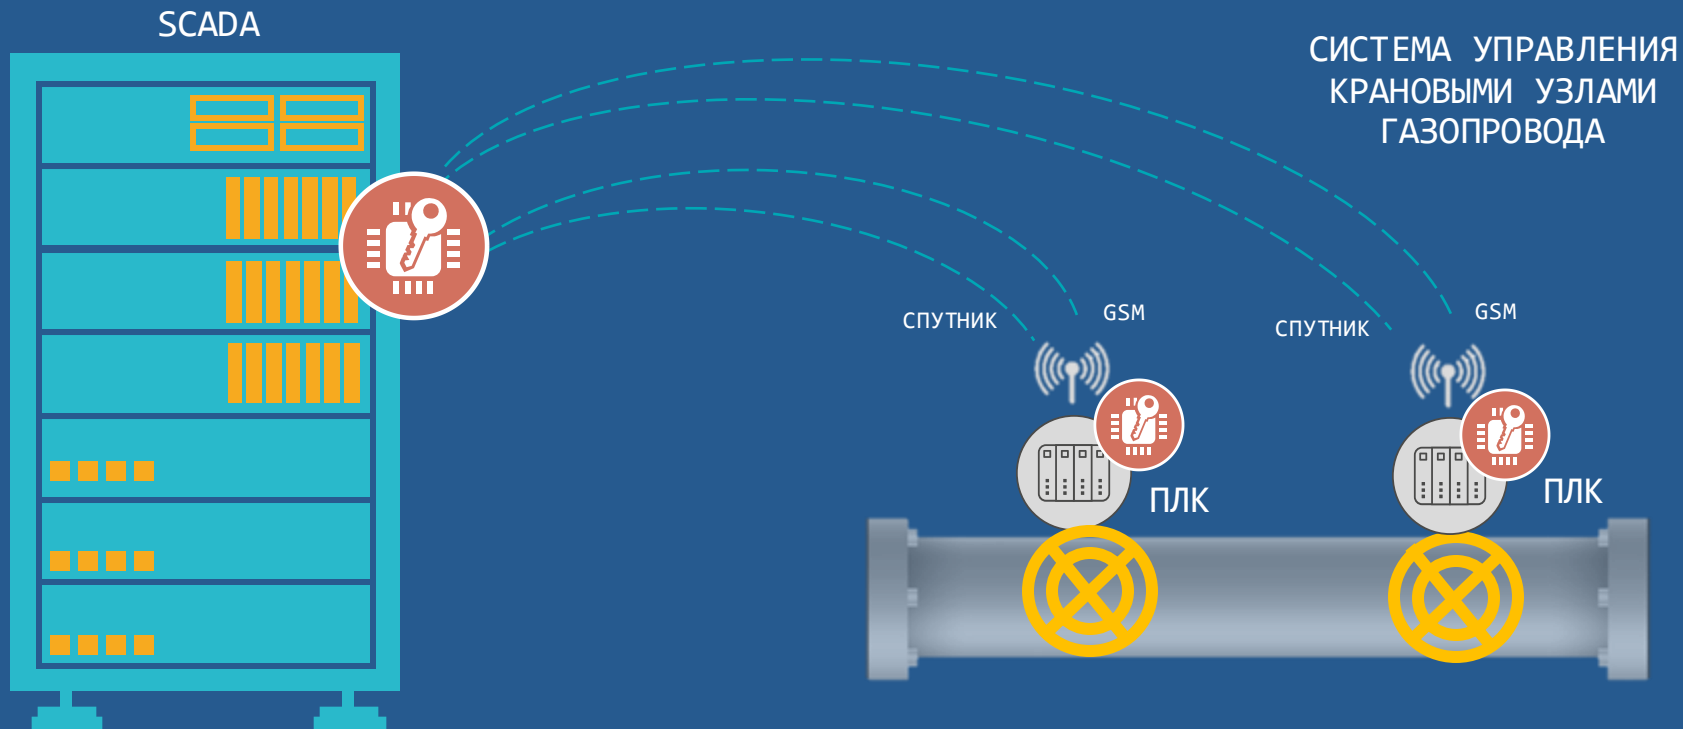 SCADA
СИСТЕМА УПРАВЛЕНИЯ
КРАНОВЫМИ УЗЛАМИ
ГАЗОПРОВОДА
СПУТНИК
GSM
СПУТНИК
GSM
ПЛК
ПЛК